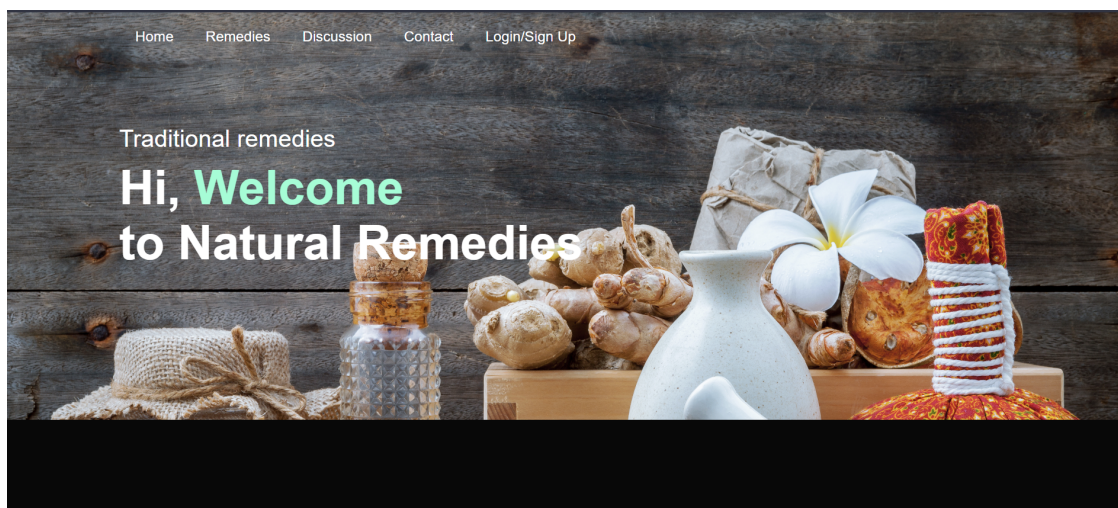 Home Remedies Discussion Contact Login/Sign Up
Traditional remedies
Hi, Welcome
to Natural Remedies